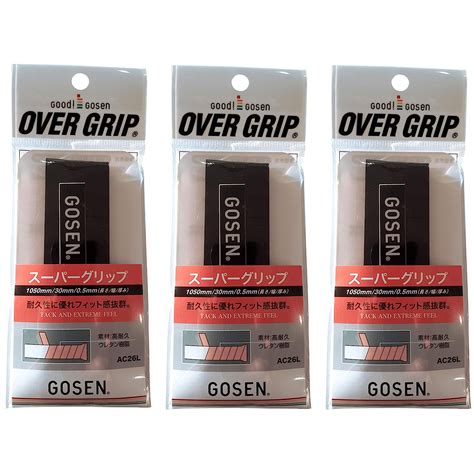 Good! Gosen
OVER GRIP®
GOSEN®
スーパーグリップ
1050mm/30mm/0.5mm(長さ/幅/厚み)
耐久性に優れフィット感抜群。
TACK AND EXTREME FEEL
素材:高耐久
ウレタン樹脂
AC26L
GOSEN®
Good! Gosen
OVER GRIP®
GOSEN®
スーパーグリップ
1050mm/30mm/0.5mm(長さ/幅/厚み)
耐久性に優れフィット感抜群。
TACK AND EXTREME FEEL
素材:高耐久
ウレタン樹脂
AC26L
GOSEN®
Good! Gosen
OVER GRIP®
GOSEN®
スーパーグリップ
1050mm/30mm/0.5mm(長さ/幅/厚み)
耐久性に優れフィット感抜群。
TACK AND EXTREME FEEL
素材:高耐久
ウレタン樹脂
AC26L
GOSEN®